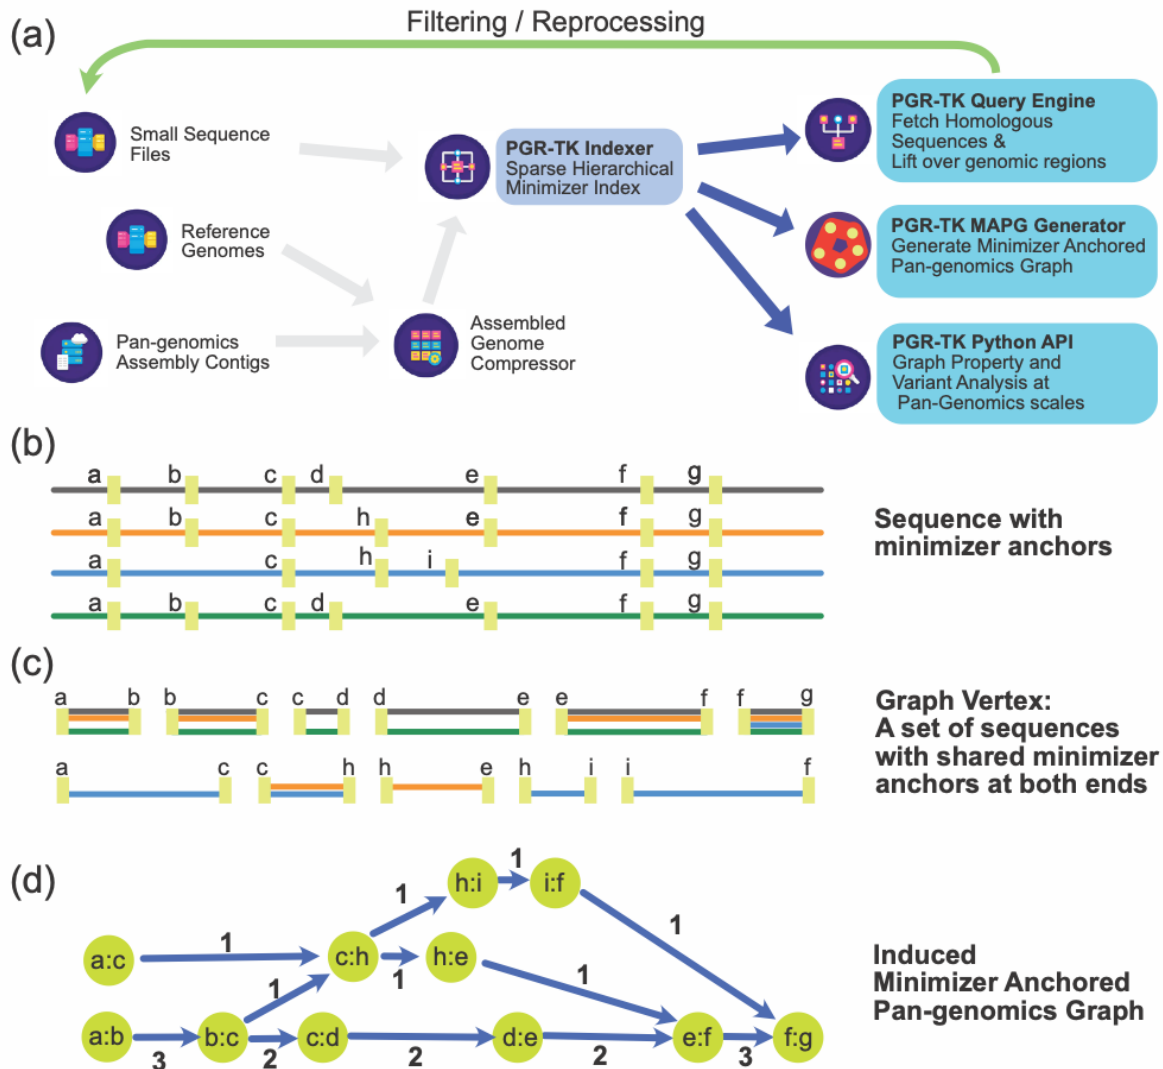 (a)
Filtering / Reprocessing
Small Sequence
Files
Reference
Genomes
Pan-genomics
Assembly Contigs
Assembled
Genome
Compressor
PGR-TK Indexer
Sparse Hierarchical
Minimizer Index
PGR-TK Query Engine
Fetch Homologous
Sequences &
Lift over genomic regions
PGR-TK MAPG Generator
Generate Minimizer Anchored
Pan-genomics Graph
PGR-TK Python API
Graph Property and
Variant Analysis at
Pan-Genomics scales
(b)
a b c d e f g
a b c h e f g
a c h i f g
a b c d e f g
Sequence with
minimizer anchors
(c)
a b b c c d d e e f f g
a c c h h e h i i f
Graph Vertex:
A set of sequences
with shared minimizer
anchors at both ends
(d)
h:i 1 i:f
1 1
a:c 1 c:h 1 h:e 1
1
a:b 3 b:c 2 c:d 2 d:e 2 e:f 3 f:g
Induced
Minimizer Anchored
Pan-genomics Graph